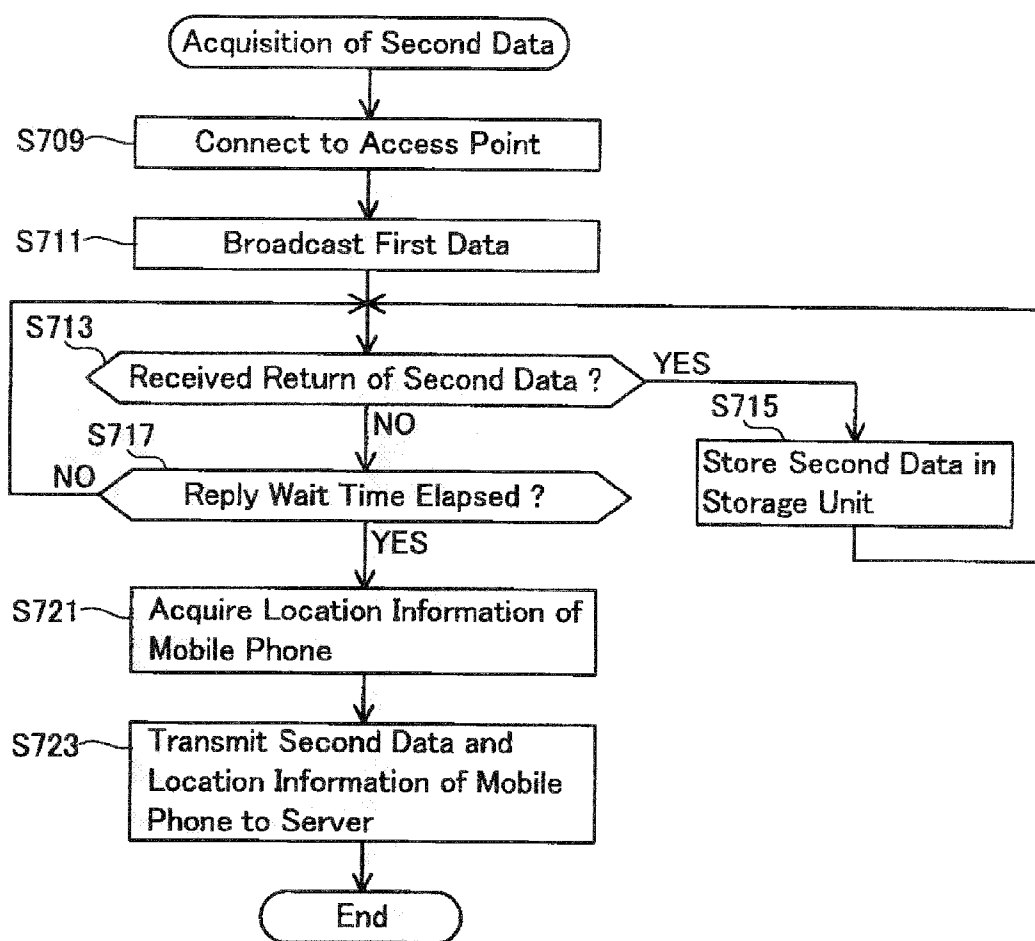 Acquisition of Second Data
S709
Connect to Access Point
S711
Broadcast First Data
S713
Received Return of Second Data ?
YES
NO
S715
Store Second Data in
Storage Unit
S717
NO
Reply Wait Time Elapsed ?
YES
S721
Acquire Location Information of
Mobile Phone
S723
Transmit Second Data and
Location Information of Mobile
Phone to Server
End